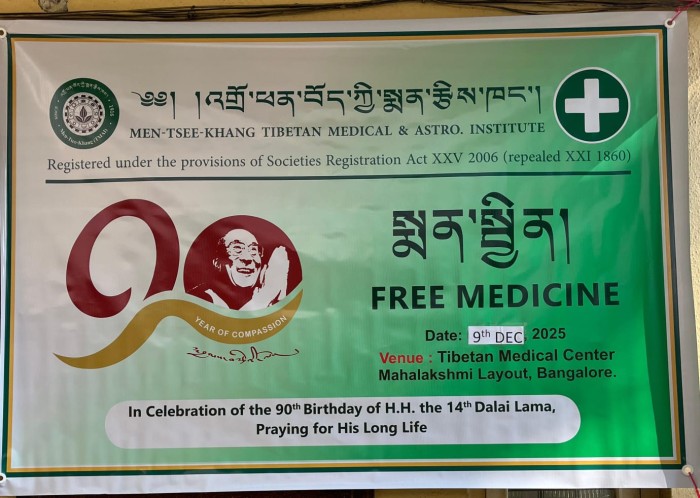 ༄༅། །འགྲོ་ཕན་བོད་ཀྱི་སྨན་རྩིས་ཁང་།
MEN-TSEE-KHANG TIBETAN MEDICAL & ASTRO. INSTITUTE
Registered under the provisions of Societies Registration Act XXV 2006 (repealed XXI 1860)
སྨན་སྦྱིན།
FREE MEDICINE
YEAR OF COMPASSION
Date: 9th DEC, 2025
Venue : Tibetan Medical Center
Mahalakshmi Layout, Bangalore.
In Celebration of the 90th Birthday of H.H. the 14th Dalai Lama,
Praying for His Long Life